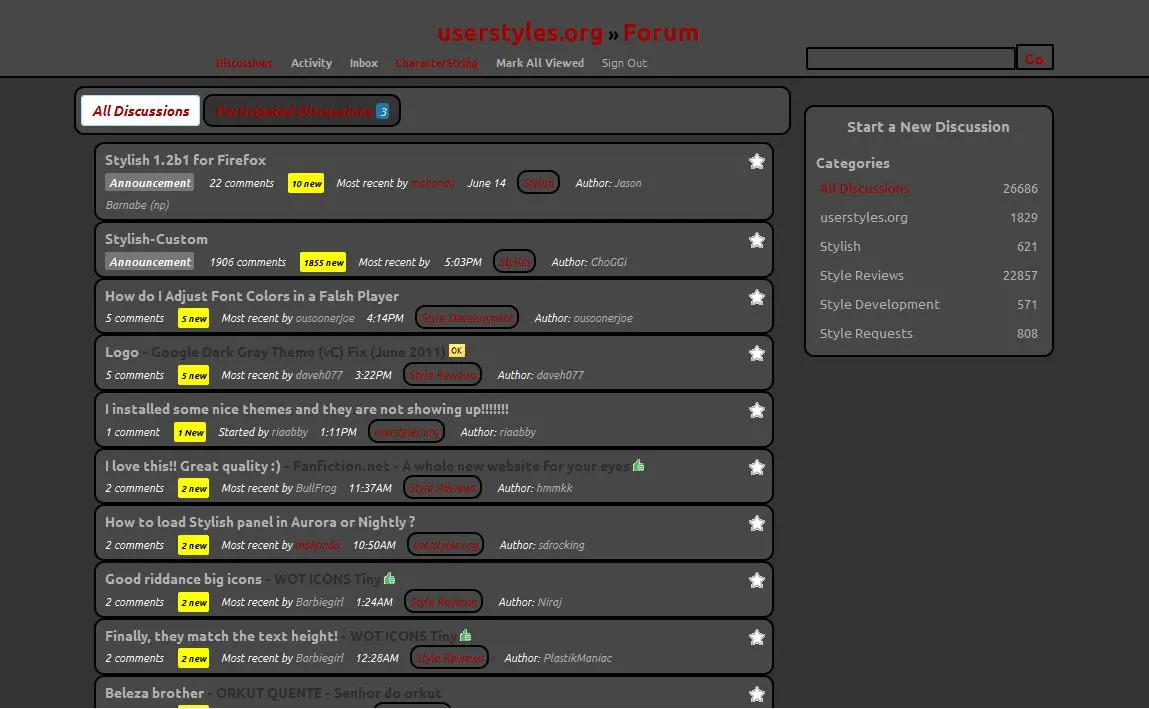 userstyles.org » Forum
Discussions Activity Inbox CharacterString Mark All Viewed Sign Out
Go
All Discussions Participated Discussions 3
Stylish 1.2b1 for Firefox
Announcement 22 comments 10 new Most recent by makondo June 14 Stylish Author: Jason
Barnabe (np)
Stylish-Custom
Announcement 1906 comments 1855 new Most recent by 5:03PM Stylish Author: ChoGGi
How do I Adjust Font Colors in a Falsh Player
5 comments 5 new Most recent by ousoonerjoe 4:14PM Style Development Author: ousoonerjoe
Logo - Google Dark Gray Theme (vC) Fix (June 2011) OK
5 comments 5 new Most recent by daveh077 3:22PM Style Reviews Author: daveh077
I installed some nice themes and they are not showing up!!!!!!!
1 comment 1 New Started by riaabby 1:11PM userstyles.org Author: riaabby
I love this!! Great quality :) - Fanfiction.net - A whole new website for your eyes
2 comments 2 new Most recent by BullFrog 11:37AM Style Reviews Author: hmmkk
How to load Stylish panel in Aurora or Nightly ?
2 comments 2 new Most recent by makondo 10:50AM userstyles.org Author: sdrocking
Good riddance big icons - WOT ICONS Tiny
2 comments 2 new Most recent by Barbiegirl 1:24AM Style Reviews Author: Niraj
Finally, they match the text height! - WOT ICONS Tiny
2 comments 2 new Most recent by Barbiegirl 12:28AM Style Reviews Author: PlastikManiac
Beleza brother - ORKUT QUENTE - Senhor do orkut
Start a New Discussion
Categories
All Discussions 26686
userstyles.org 1829
Stylish 621
Style Reviews 22857
Style Development 571
Style Requests 808